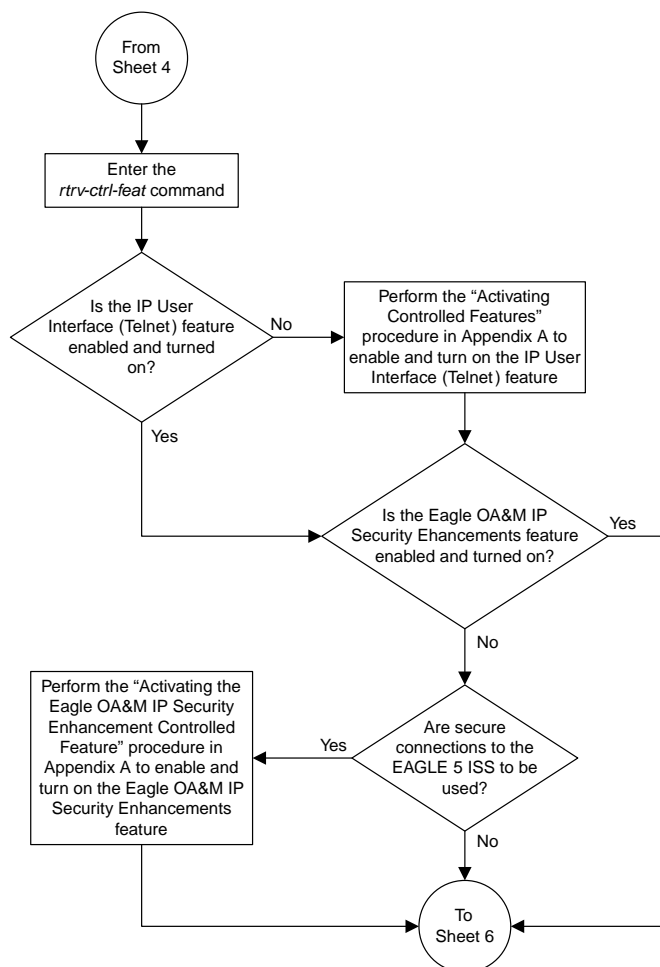 From
Sheet 4
Enter the
rtrv-ctrl-feat command
Is the IP User
Interface (Telnet) feature
enabled and turned
on?
No
Yes
Perform the “Activating
Controlled Features”
procedure in Appendix A to
enable and turn on the IP User
Interface (Telnet) feature
Is the Eagle OA&M IP
Security Ehancements feature
enabled and turned on?
Yes
No
Are secure
connections to the
EAGLE 5 ISS to be
used?
Yes
No
Perform the “Activating the
Eagle OA&M IP Security
Enhancement Controlled
Feature” procedure in
Appendix A to enable and
turn on the Eagle OA&M IP
Security Enhancements
feature
To
Sheet 6